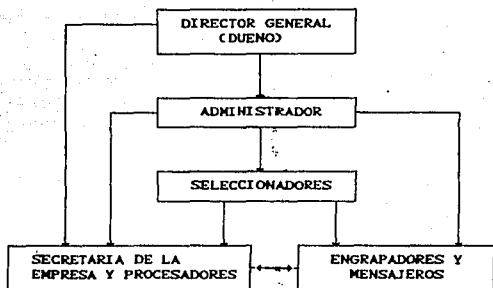 DIRECTOR GENERAL
(DUENO)
ADMINISTRADOR
SELECCIONADORES
SECRETARIA DE LA
EMPRESA Y PROCESADORES
ENGRAPADORES Y
MENSAJEROS